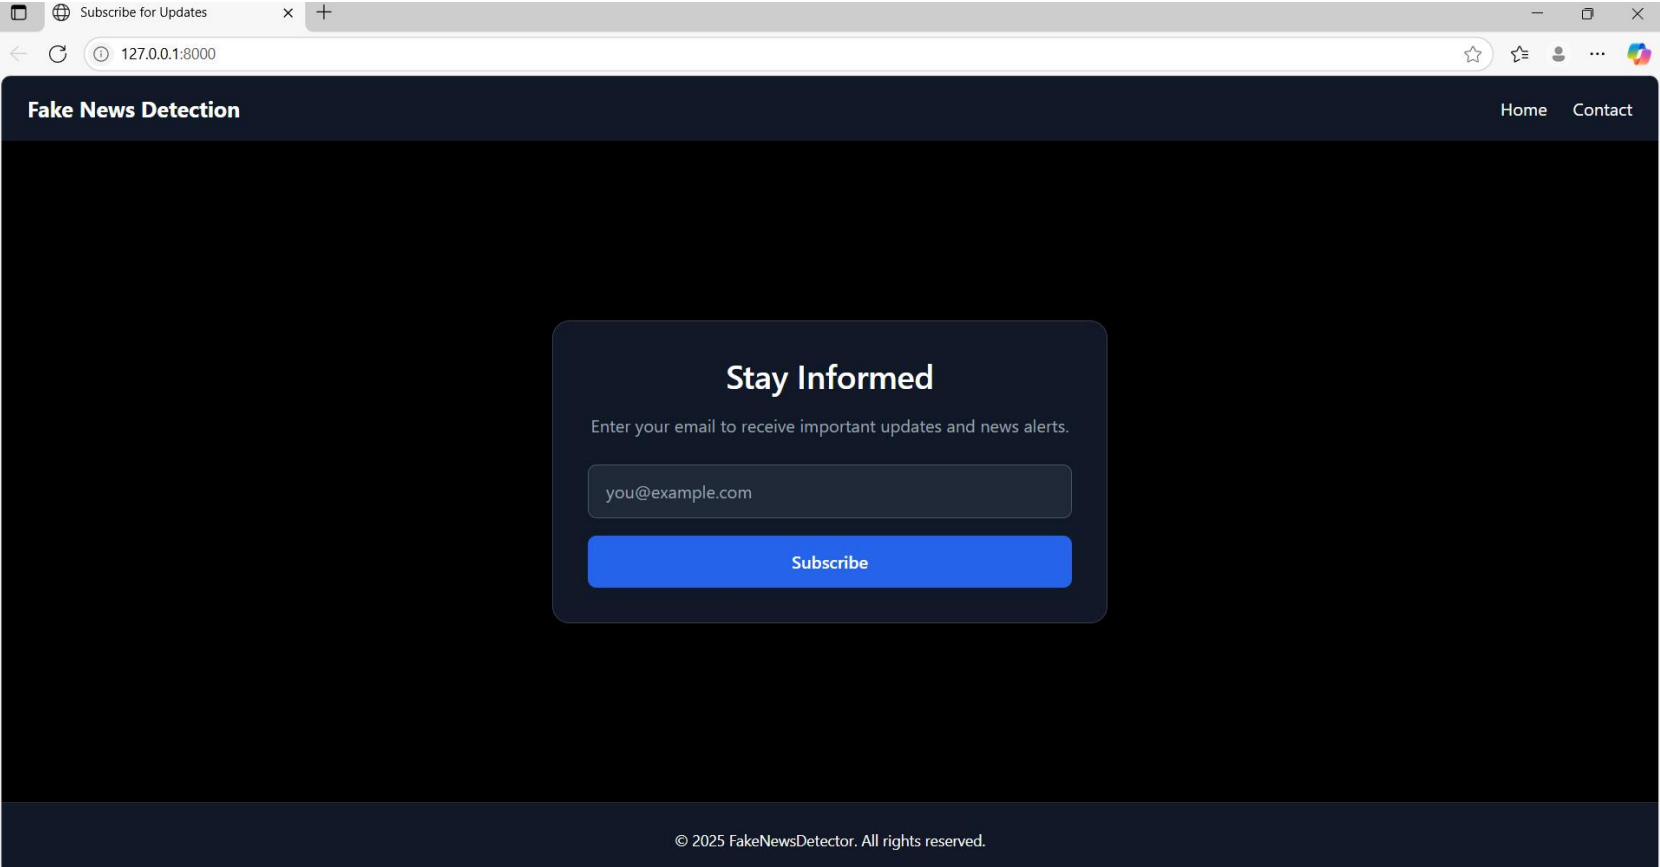 Subscribe for Updates
127.0.0.1:8000
Fake News Detection
Home Contact
Stay Informed
Enter your email to receive important updates and news alerts.
you@example.com
Subscribe
© 2025 FakeNewsDetector. All rights reserved.